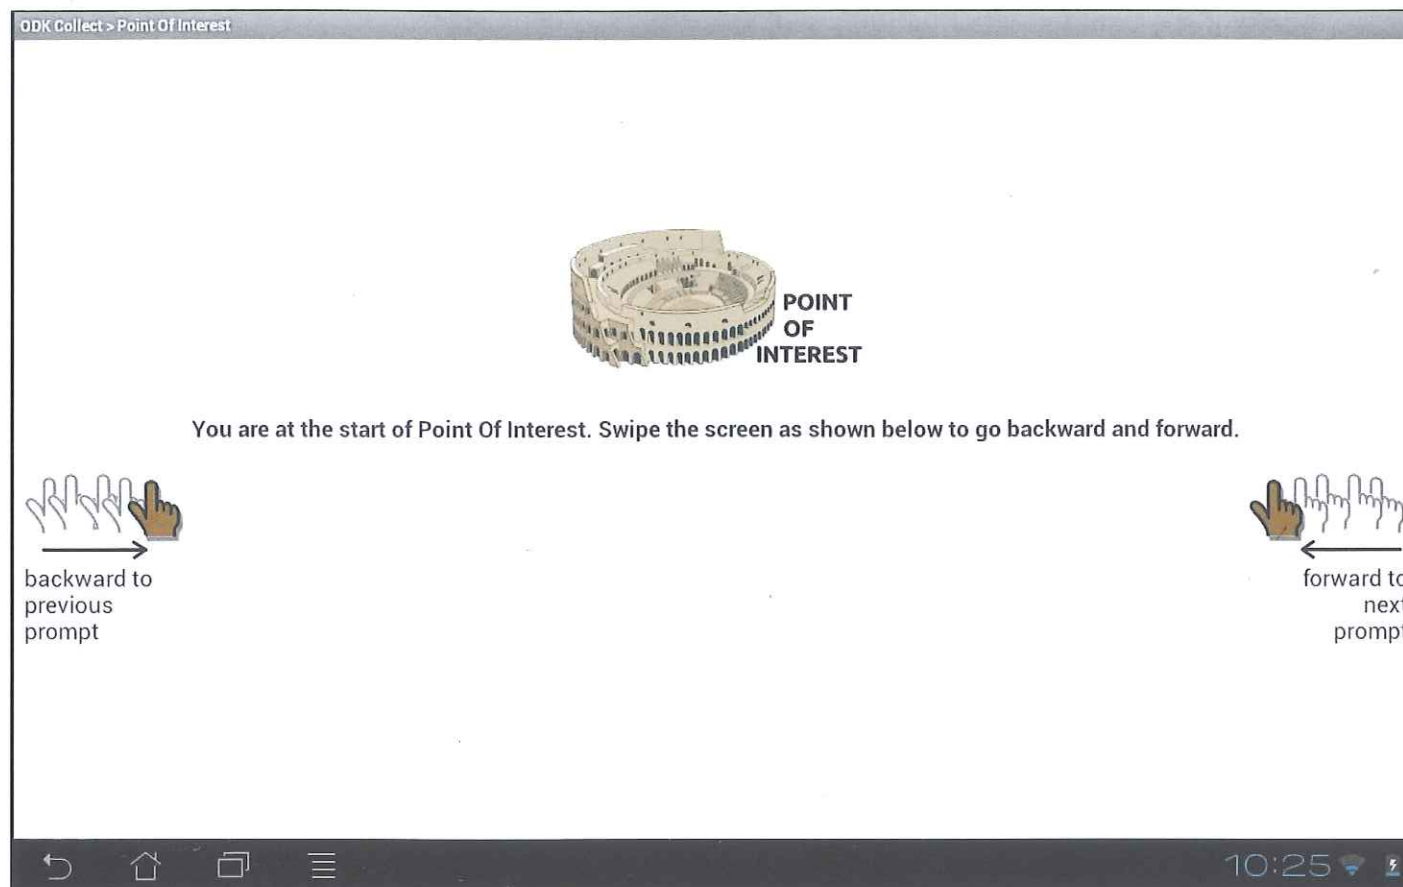 ODK Collect > Point Of Interest
POINT
OF
INTEREST
You are at the start of Point Of Interest. Swipe the screen as shown below to go backward and forward.
backward to
previous
prompt
forward to
next
prompt
10:25